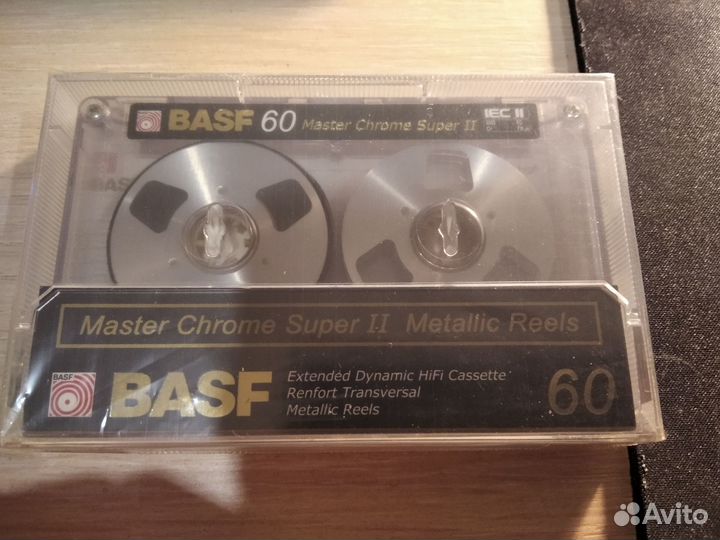 BASF 60 Master Chrome Super II IEC II
BAS
Master Chrome Super II Metallic Reels
BASF
BASF
Extended Dynamic HiFi Cassette
Renfort Transversal
Metallic Reels
60
Avito